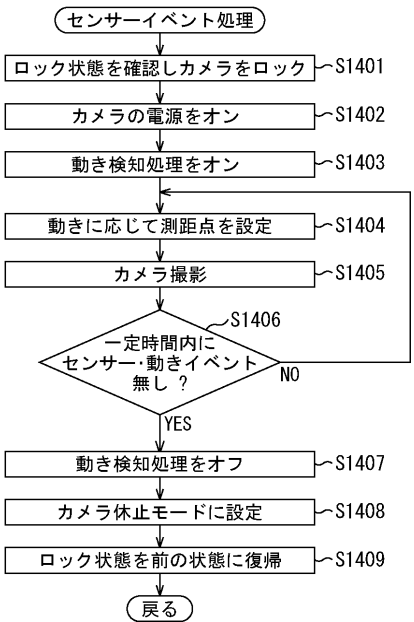 センサーイベント処理
ロック状態を確認しカメラをロック S1401
カメラの電源をオン S1402
動き検知処理をオン S1403
動きに応じて測距点を設定 S1404
カメラ撮影 S1405
S1406
一定時間内に
センサー・動きイベント
無し ?
NO
YES
動き検知処理をオフ S1407
カメラ休止モードに設定 S1408
ロック状態を前の状態に復帰 S1409
戻る